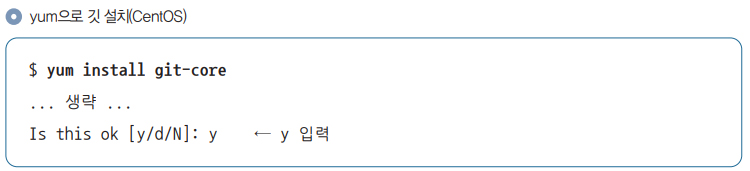 yum으로 깃 설치(CentOS)
$ yum install git-core
... 생략 ...
Is this ok [y/d/N]: y ← y 입력